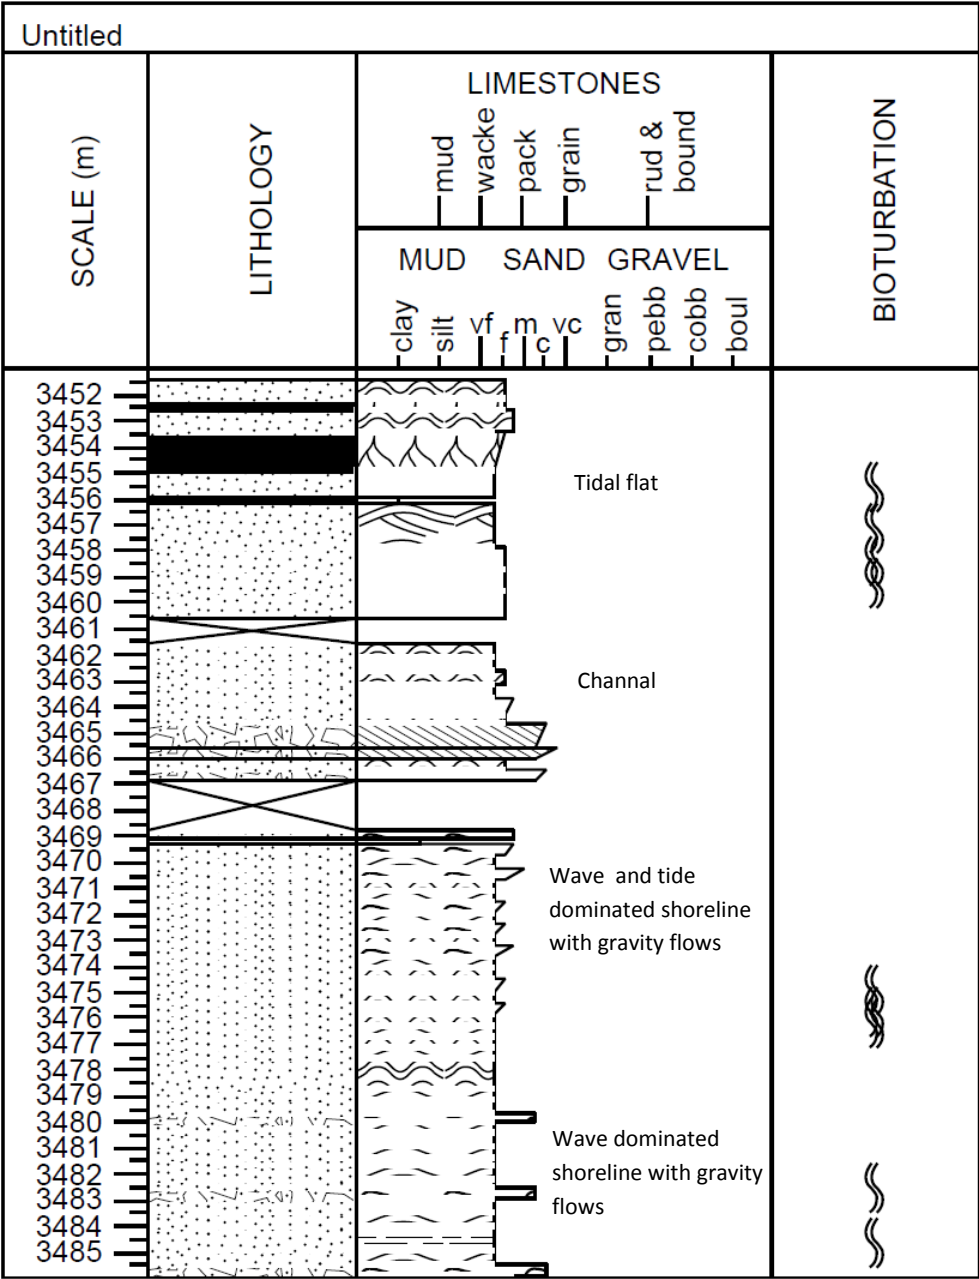 Untitled
SCALE (m)
LITHOLOGY
LIMESTONES
mud
wacke
pack
grain
rud &
bound
MUD SAND GRAVEL
clay
silt
vf
f
m
c
vc
gran
pebb
cobb
boul
BIOTURBATION
3452
3453
3454
3455
Tidal flat
3456
3457
3458
3459
3460
3461
3462
3463
Channal
3464
3465
3466
3467
3468
3469
3470
Wave and tide
3471
3472
dominated shoreline
3473
with gravity flows
3474
3475
3476
3477
3478
3479
3480
Wave dominated
3481
3482
shoreline with gravity
3483
flows
3484
3485